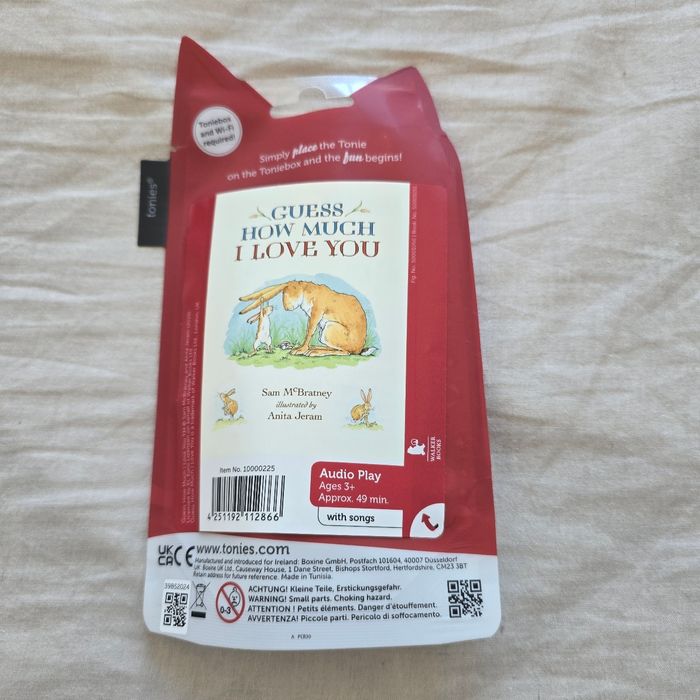 Toniebox
and Wi-Fi
required!
Simply place the Tonie
on the Toniebox and the fun begins!
tonies®
GUESS
HOW MUCH
I LOVE YOU
Sam McBratney
illustrated by
Anita Jeram
WALKER
BOOKS
Item No. 10000225
4 251192 112866
Audio Play
Ages 3+
Approx. 49 min.
with songs
UK
CA CE
www.tonies.com
Manufactured and introduced for Ireland: Boxine GmbH, Postfach 101604, 40007 Düsseldorf
UK: Boxine UK Ltd., Causeway House, 1 Dane Street, Bishops Stortford, Hertfordshire, CM23 3BT
Retain address for future reference. Made in Tunisia.
39852024
0-3
ACHTUNG! Kleine Teile, Erstickungsgefahr.
WARNING! Small parts. Choking hazard.
ATTENTION ! Petits éléments. Danger d'étouffement.
AVVERTENZA! Piccole parti. Pericolo di soffocamento.